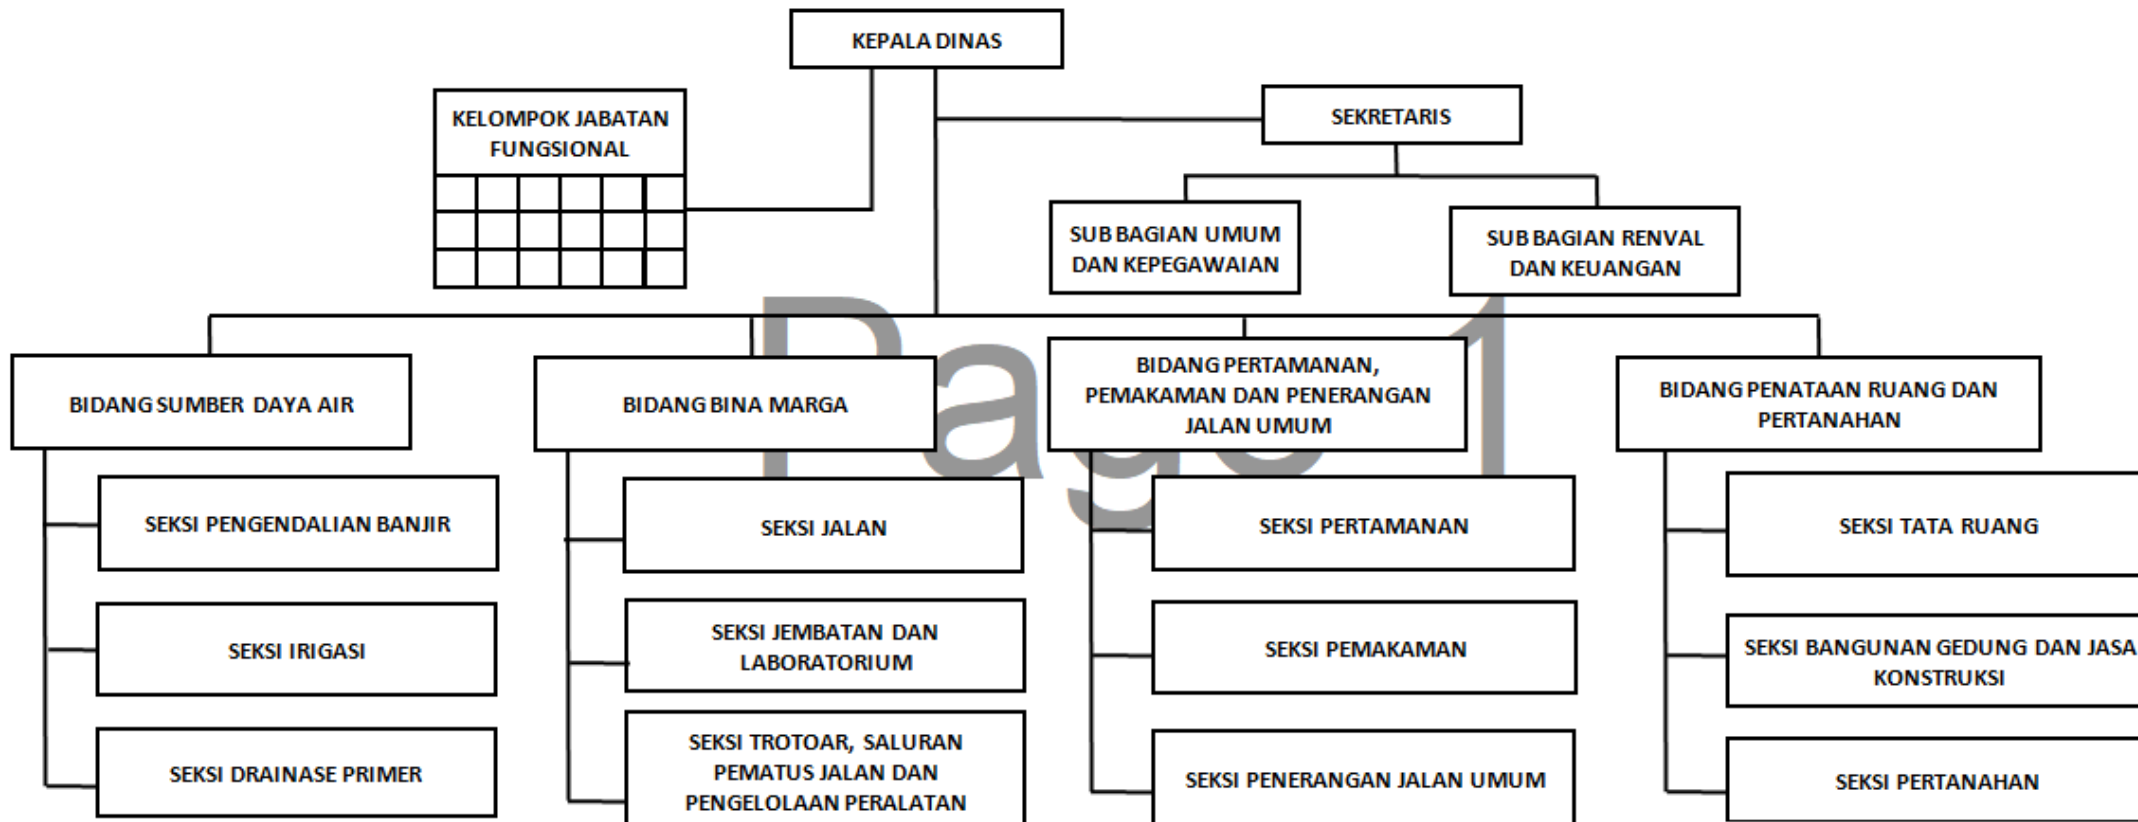 KEPALA DINAS
KELOMPOK JABATAN
FUNGSIONAL
SEKRETARIS
SUB BAGIAN UMUM
DAN KEPEGAWAIAN
SUB BAGIAN RENVAL
DAN KEUANGAN
Page 1
BIDANG SUMBER DAYA AIR
BIDANG BINA MARGA
BIDANG PERTAMANAN,
PEMAKAMAN DAN PENERANGAN
JALAN UMUM
BIDANG PENATAAN RUANG DAN
PERTANAHAN
SEKSI PENGENDALIAN BANJIR
SEKSI IRIGASI
SEKSI DRAINASE PRIMER
SEKSI JALAN
SEKSI JEMBATAN DAN
LABORATORIUM
SEKSI TROTOAR, SALURAN
PEMATUS JALAN DAN
PENGELOLAAN PERALATAN
SEKSI PERTAMANAN
SEKSI PEMAKAMAN
SEKSI PENERANGAN JALAN UMUM
SEKSI TATA RUANG
SEKSI BANGUNAN GEDUNG DAN JASA
KONSTRUKSI
SEKSI PERTANAHAN